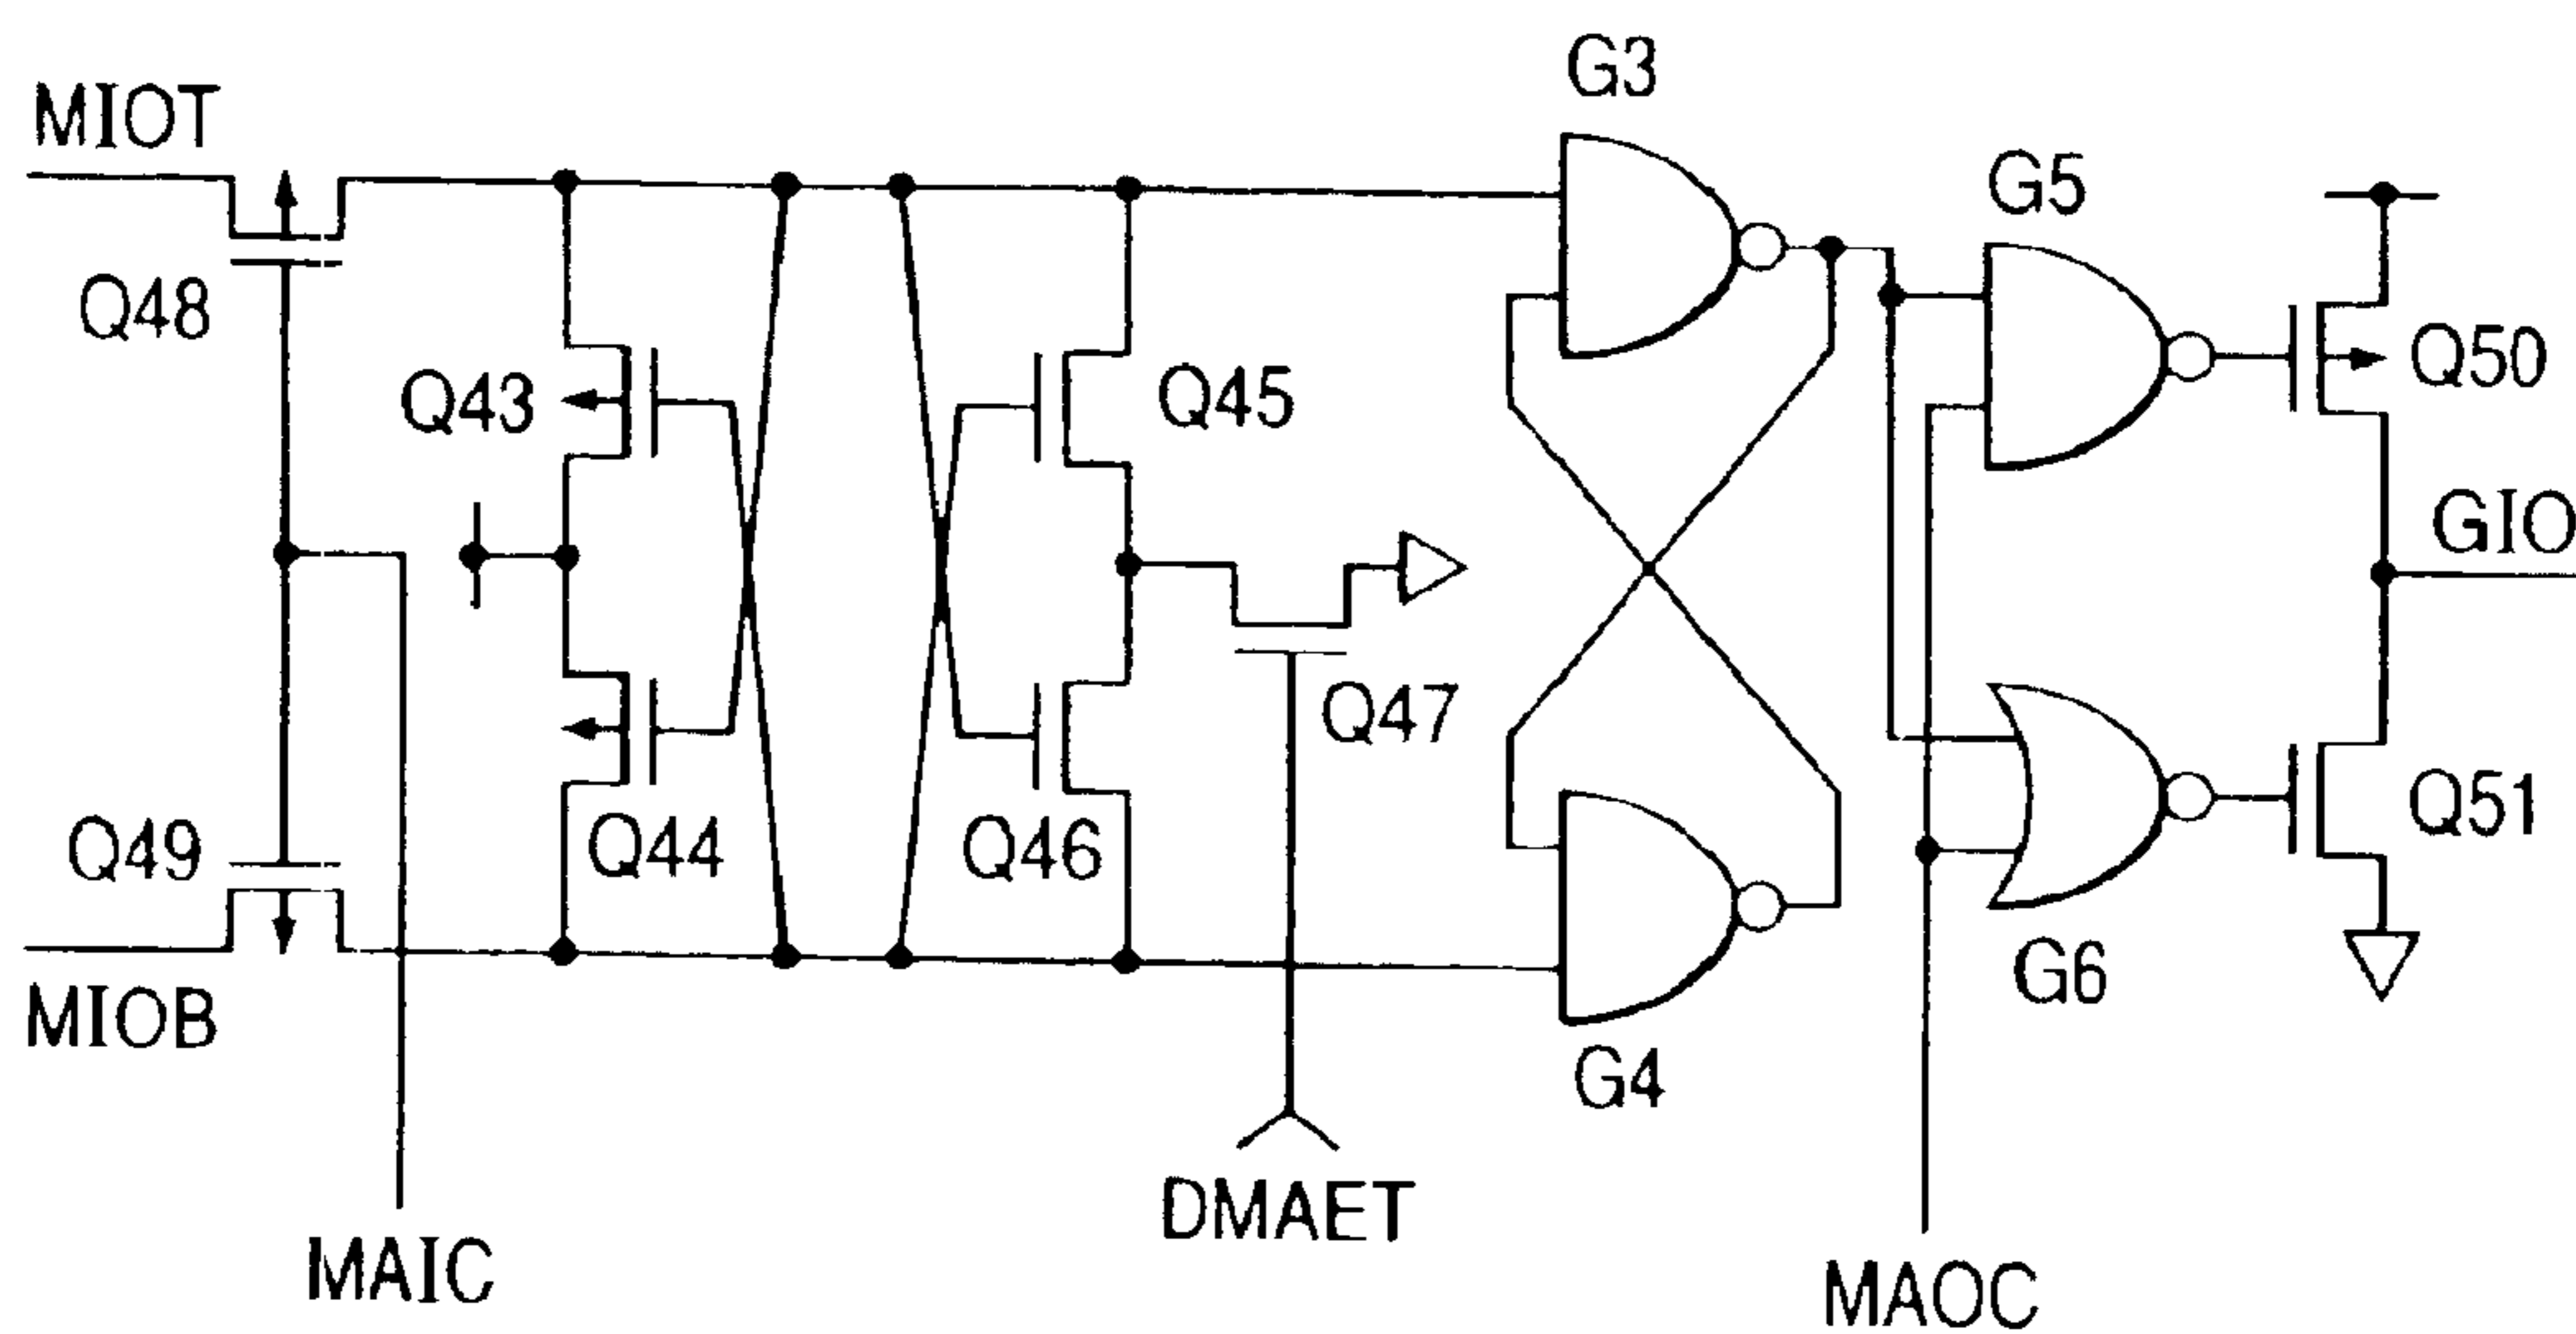 G3
MIOT
G5
Q48
Q43
Q45
Q50
GIO
Q47
Q49
Q44
Q46
Q51
MIOB
G6
G4
DMAET
MAIC
MAOC